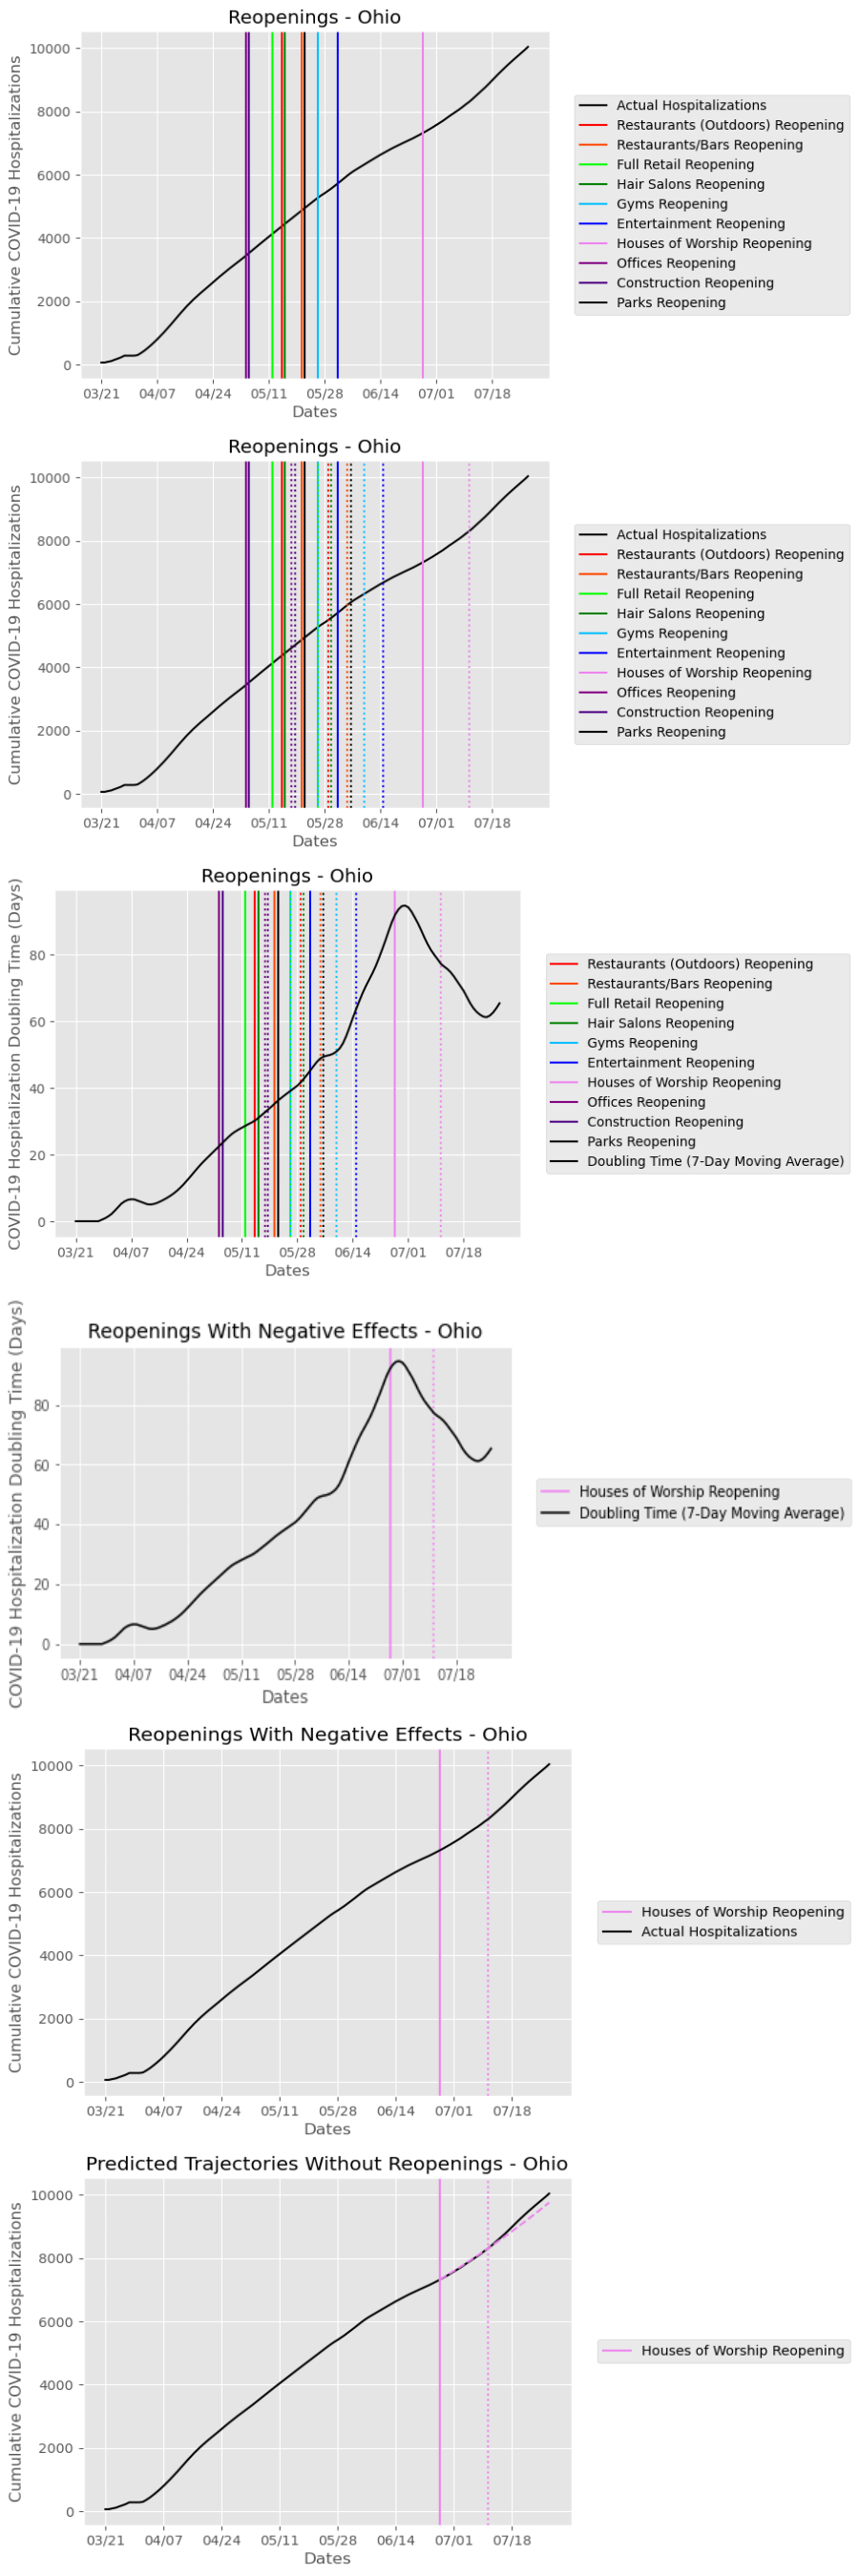 Reopenings - Ohio
Cumulative COVID-19 Hospitalizations
10000
8000
6000
4000
2000
0
03/21 04/07 04/24 05/11 05/28 06/14 07/01 07/18
Dates
Actual Hospitalizations
Restaurants (Outdoors) Reopening
Restaurants/Bars Reopening
Full Retail Reopening
Hair Salons Reopening
Gyms Reopening
Entertainment Reopening
Houses of Worship Reopening
Offices Reopening
Construction Reopening
Parks Reopening
Reopenings - Ohio
Cumulative COVID-19 Hospitalizations
10000
8000
6000
4000
2000
0
03/21 04/07 04/24 05/11 05/28 06/14 07/01 07/18
Dates
Actual Hospitalizations
Restaurants (Outdoors) Reopening
Restaurants/Bars Reopening
Full Retail Reopening
Hair Salons Reopening
Gyms Reopening
Entertainment Reopening
Houses of Worship Reopening
Offices Reopening
Construction Reopening
Parks Reopening
Reopenings - Ohio
COVID-19 Hospitalization Doubling Time (Days)
80
60
40
20
0
03/21 04/07 04/24 05/11 05/28 06/14 07/01 07/18
Dates
Restaurants (Outdoors) Reopening
Restaurants/Bars Reopening
Full Retail Reopening
Hair Salons Reopening
Gyms Reopening
Entertainment Reopening
Houses of Worship Reopening
Offices Reopening
Construction Reopening
Parks Reopening
Doubling Time (7-Day Moving Average)
Reopenings With Negative Effects - Ohio
COVID-19 Hospitalization Doubling Time (Days)
80
60
40
20
0
03/21 04/07 04/24 05/11 05/28 06/14 07/01 07/18
Dates
Houses of Worship Reopening
Doubling Time (7-Day Moving Average)
Reopenings With Negative Effects - Ohio
Cumulative COVID-19 Hospitalizations
10000
8000
6000
4000
2000
0
03/21 04/07 04/24 05/11 05/28 06/14 07/01 07/18
Dates
Houses of Worship Reopening
Actual Hospitalizations
Predicted Trajectories Without Reopenings - Ohio
Cumulative COVID-19 Hospitalizations
10000
8000
6000
4000
2000
0
03/21 04/07 04/24 05/11 05/28 06/14 07/01 07/18
Dates
Houses of Worship Reopening